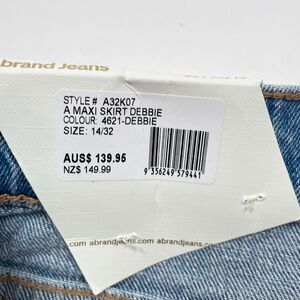 abrand Jeans
STYLE # A32K07
A MAXI SKIRT DEBBIE
COLOUR: 4621-DEBBIE
SIZE: 14/32
AUS$ 139.95
NZ$ 149.99
9 356249 579441
.com abrandjeans.com abrandjeans.com